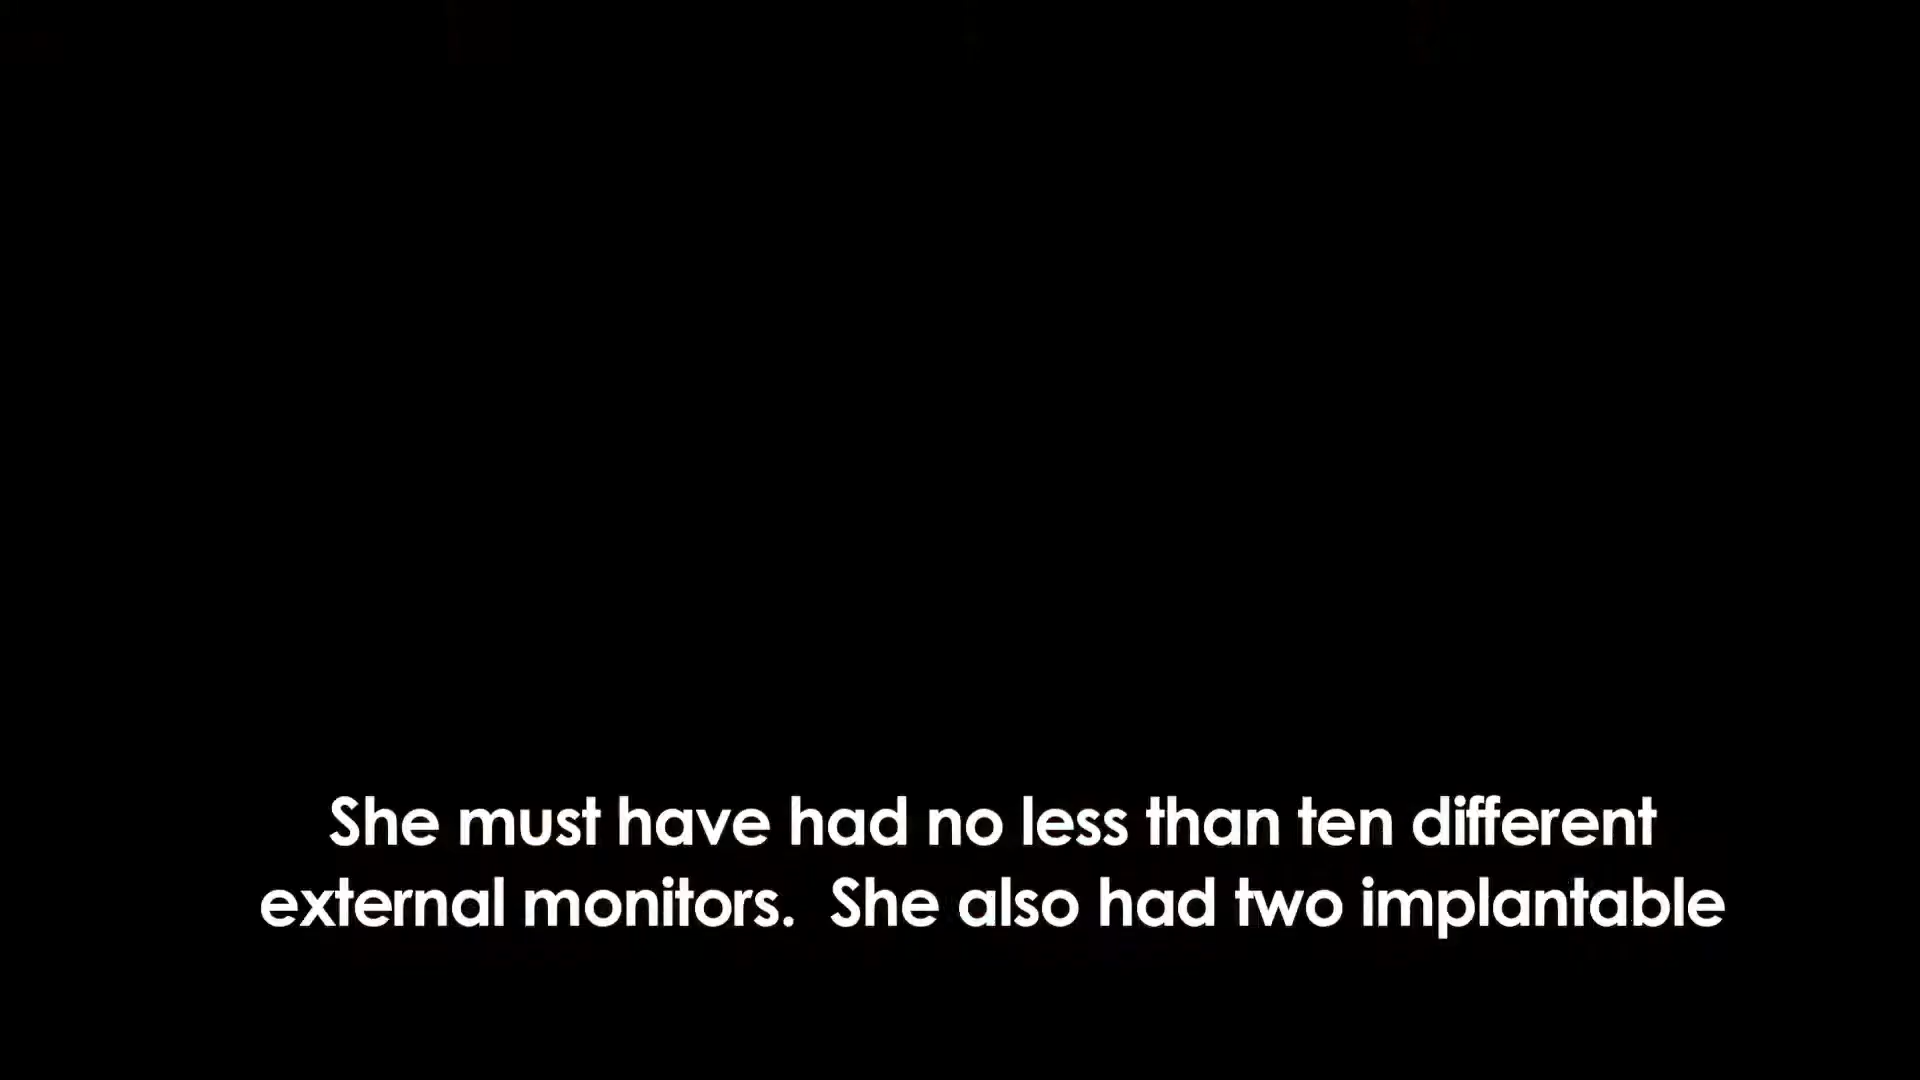 She must have had no less than ten different
external monitors.  She also had two implantable